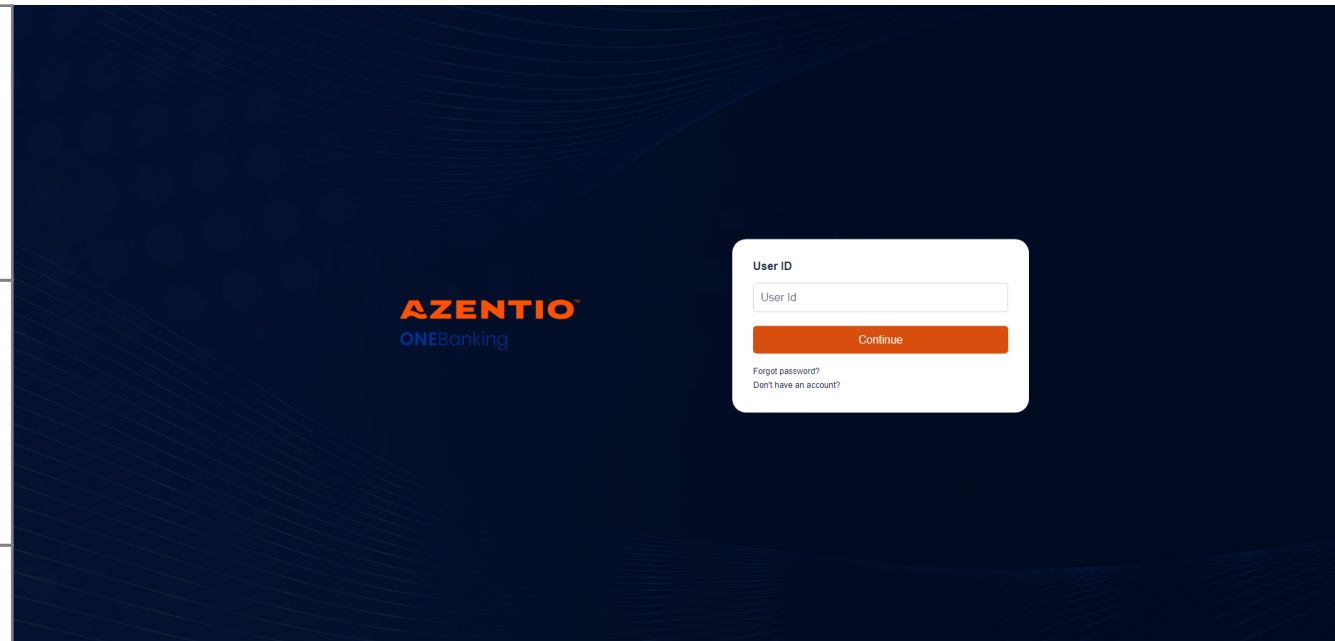 AZENTIO™
ONEBanking
User ID
User Id
Continue
Forgot password?
Don't have an account?